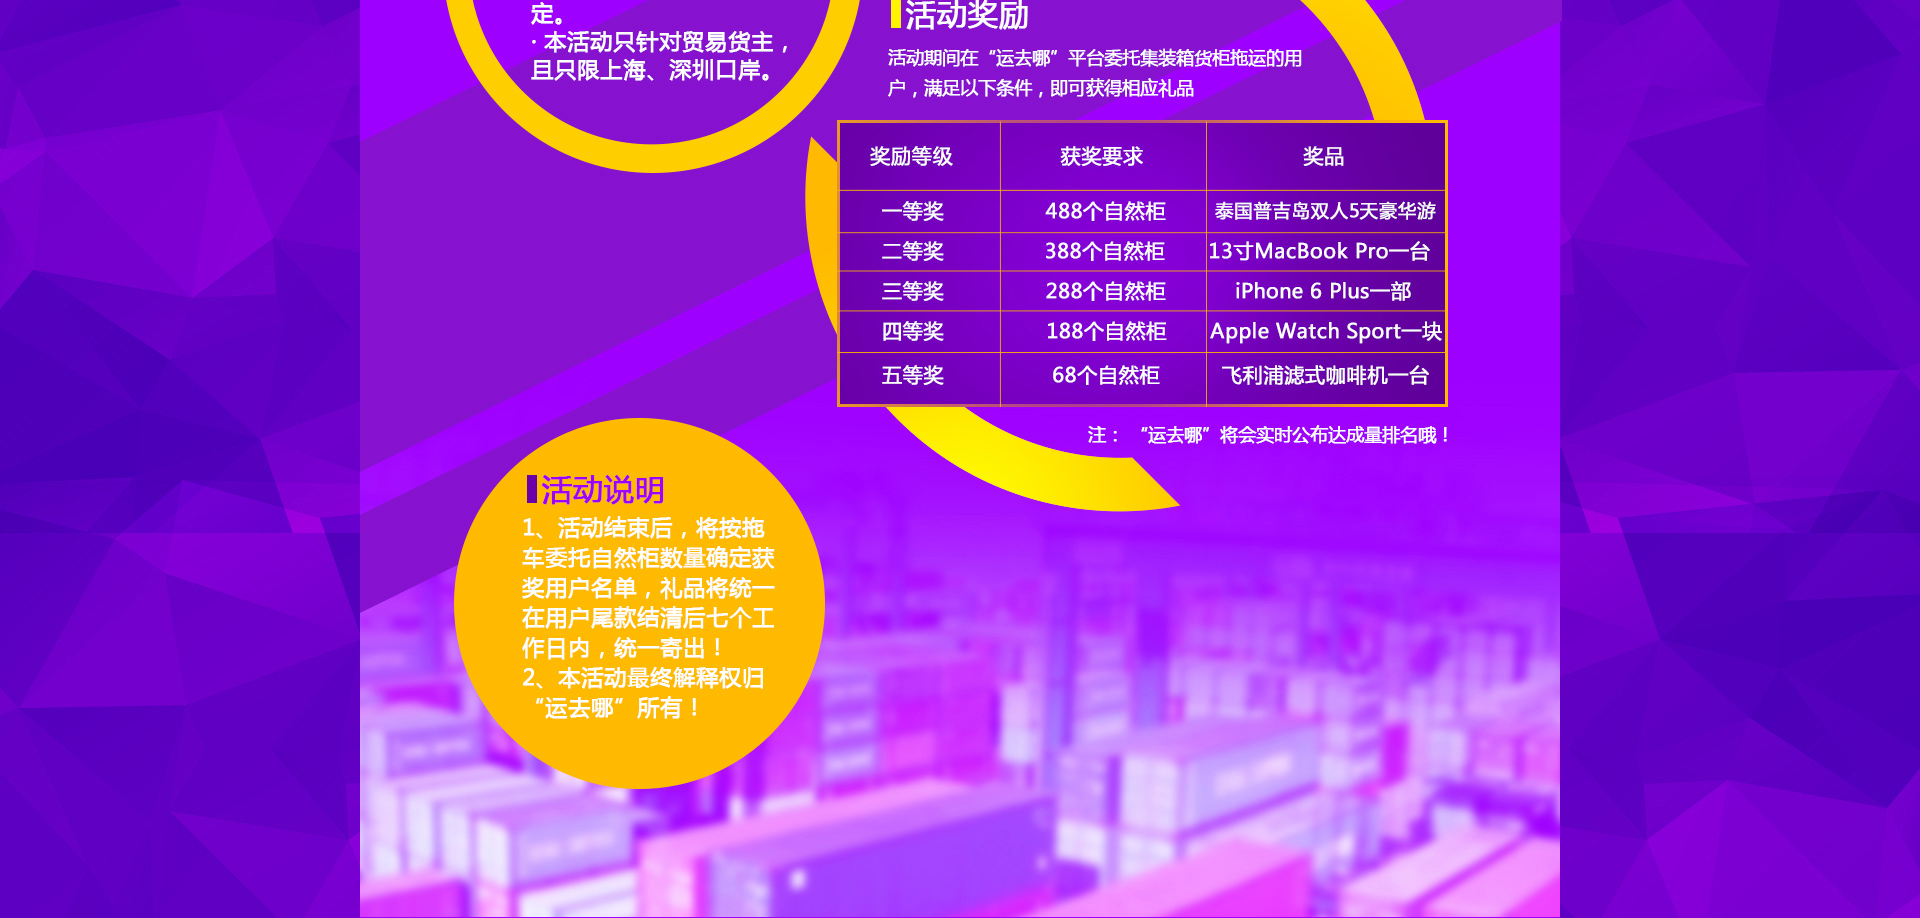 定。
· 本活动只针对贸易货主，
且只限上海、深圳口岸。
活动奖励
活动期间在“运去哪”平台委托集装箱货柜拖运的用
户，满足以下条件，即可获得相应礼品
奖励等级 获奖要求 奖品
一等奖 488个自然柜 泰国普吉岛双人5天豪华游
二等奖 388个自然柜 13寸MacBook Pro一台
三等奖 288个自然柜 iPhone 6 Plus一部
四等奖 188个自然柜 Apple Watch Sport一块
五等奖 68个自然柜 飞利浦滤式咖啡机一台
注：“运去哪”将会实时公布达成量排名哦！
活动说明
1、活动结束后，将按拖
车委托自然柜数量确定获
奖用户名单，礼品将统一
在用户尾款结清后七个工
作日内，统一寄出！
2、本活动最终解释权归
“运去哪”所有！